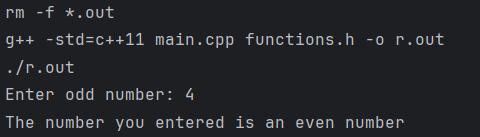 rm -f *.out
g++ -std=c++11 main.cpp functions.h -o r.out
./r.out
Enter odd number: 4
The number you entered is an even number